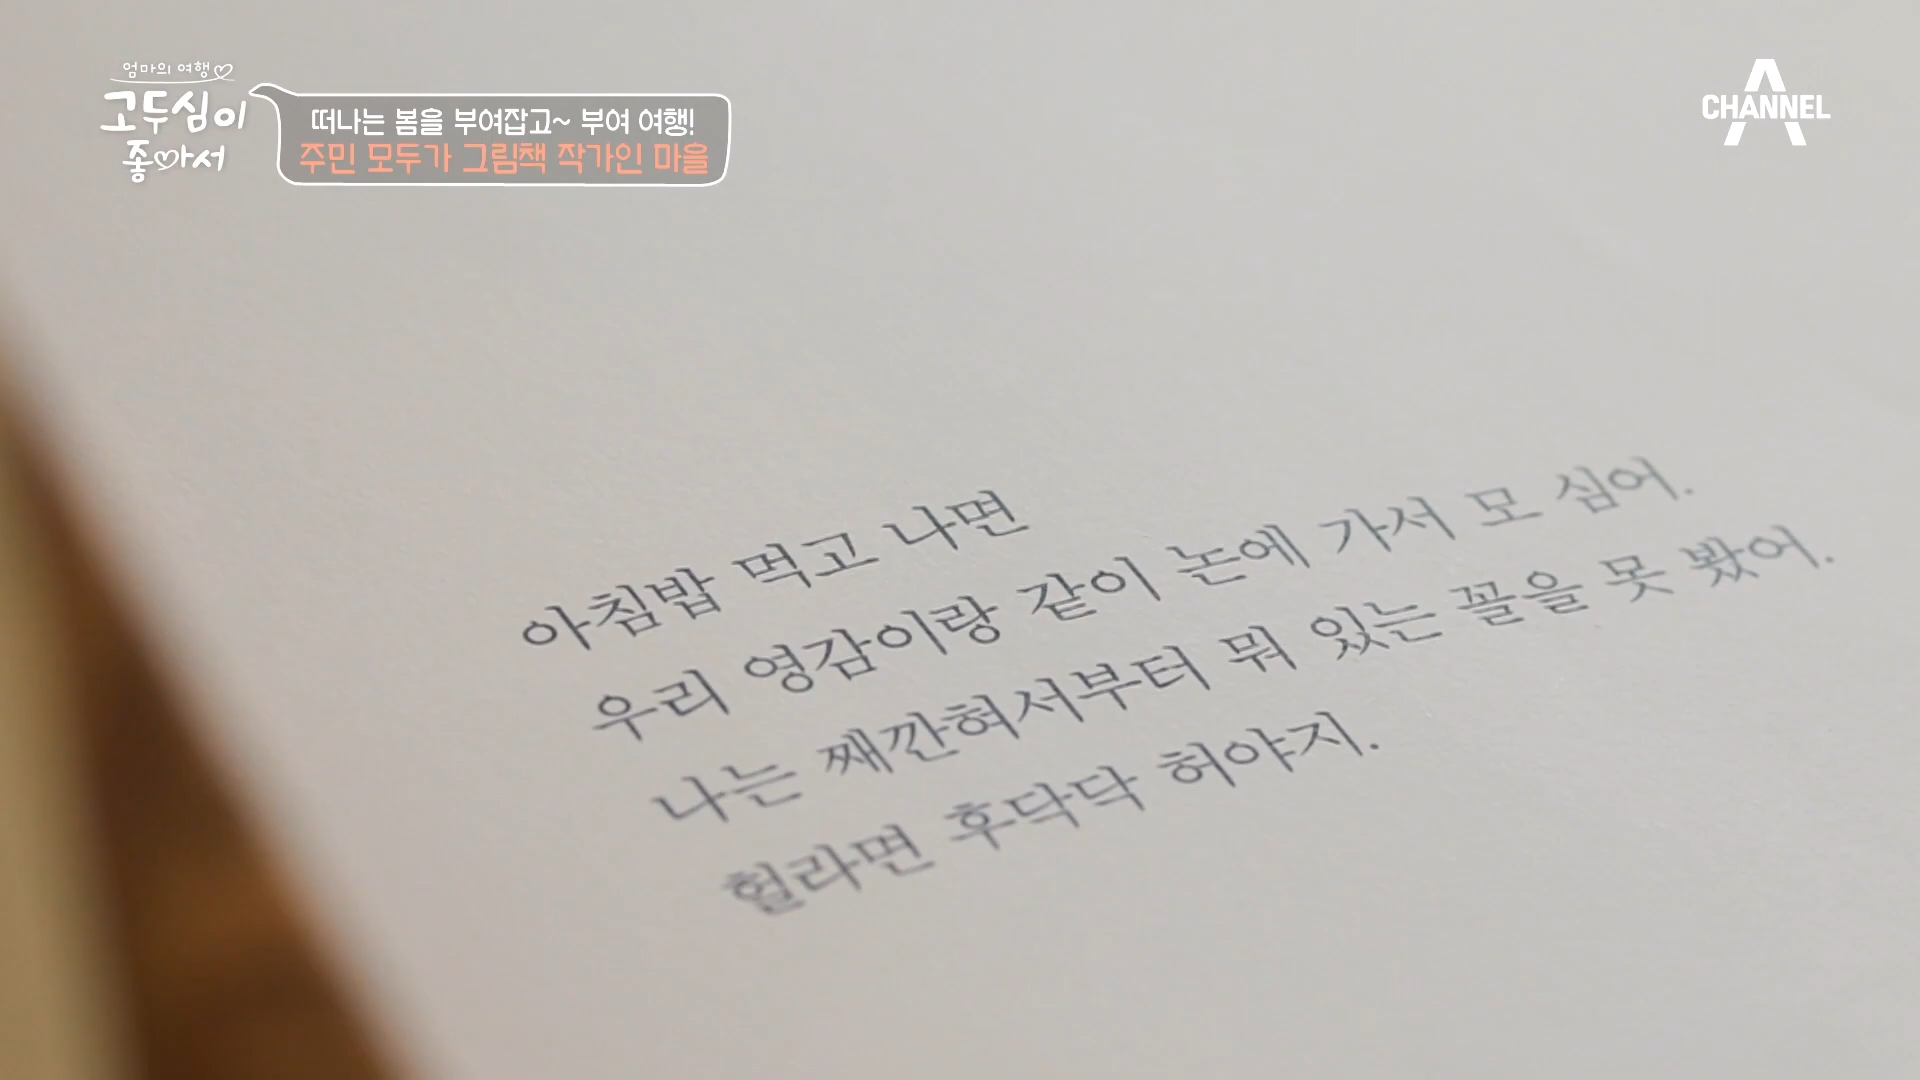 엄마의 여행
고두심이
좋아서
떠나는 봄을 부여잡고~ 부여 여행!
주민 모두가 그림책 작가인 마을
CHANNEL A
아침밥 먹고 나면
우리 영감이랑 같이 논에 가서 모 심어.
나는 째깐혀서부터 뭐 있는 꼴을 못 봤어.
헐라면 후닥닥 허야지.